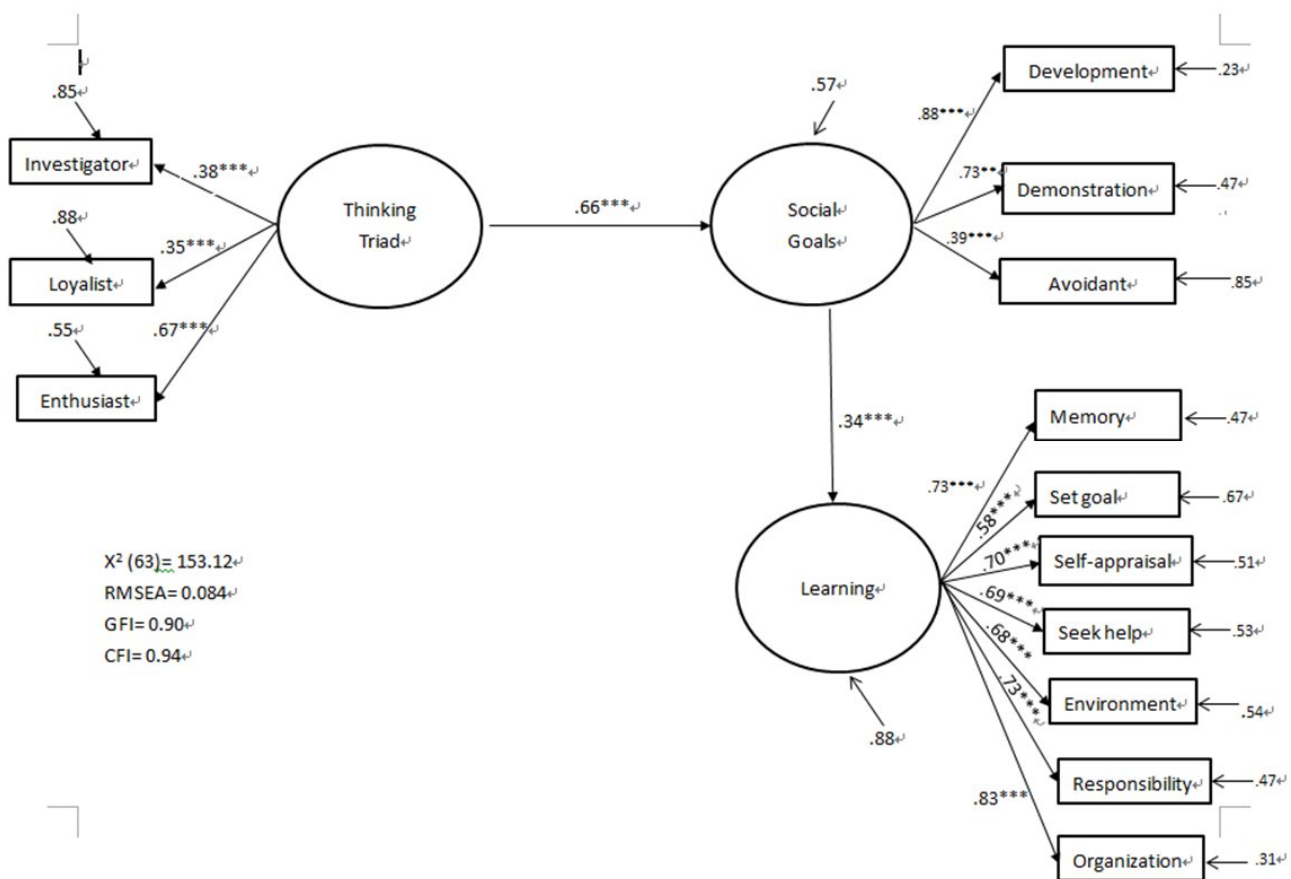 .85
Investigator
.38***
.88
.35***
Loyalist
.55
.67***
Enthusiast
Thinking
Triad
.66***
.57
Social
Goals
.88***
Development
.23
.73**
Demonstration
.47
.39***
Avoidant
.85
.34***
Learning
.88
.73***
Memory
.47
.58***
Set goal
.67
.70***
Self-appraisal
.51
.69***
Seek help
.53
.68***
Environment
.54
.73***
Responsibility
.47
.83***
Organization
.31
X² (63)= 153.12
RMSEA= 0.084
GFI= 0.90
CFI= 0.94